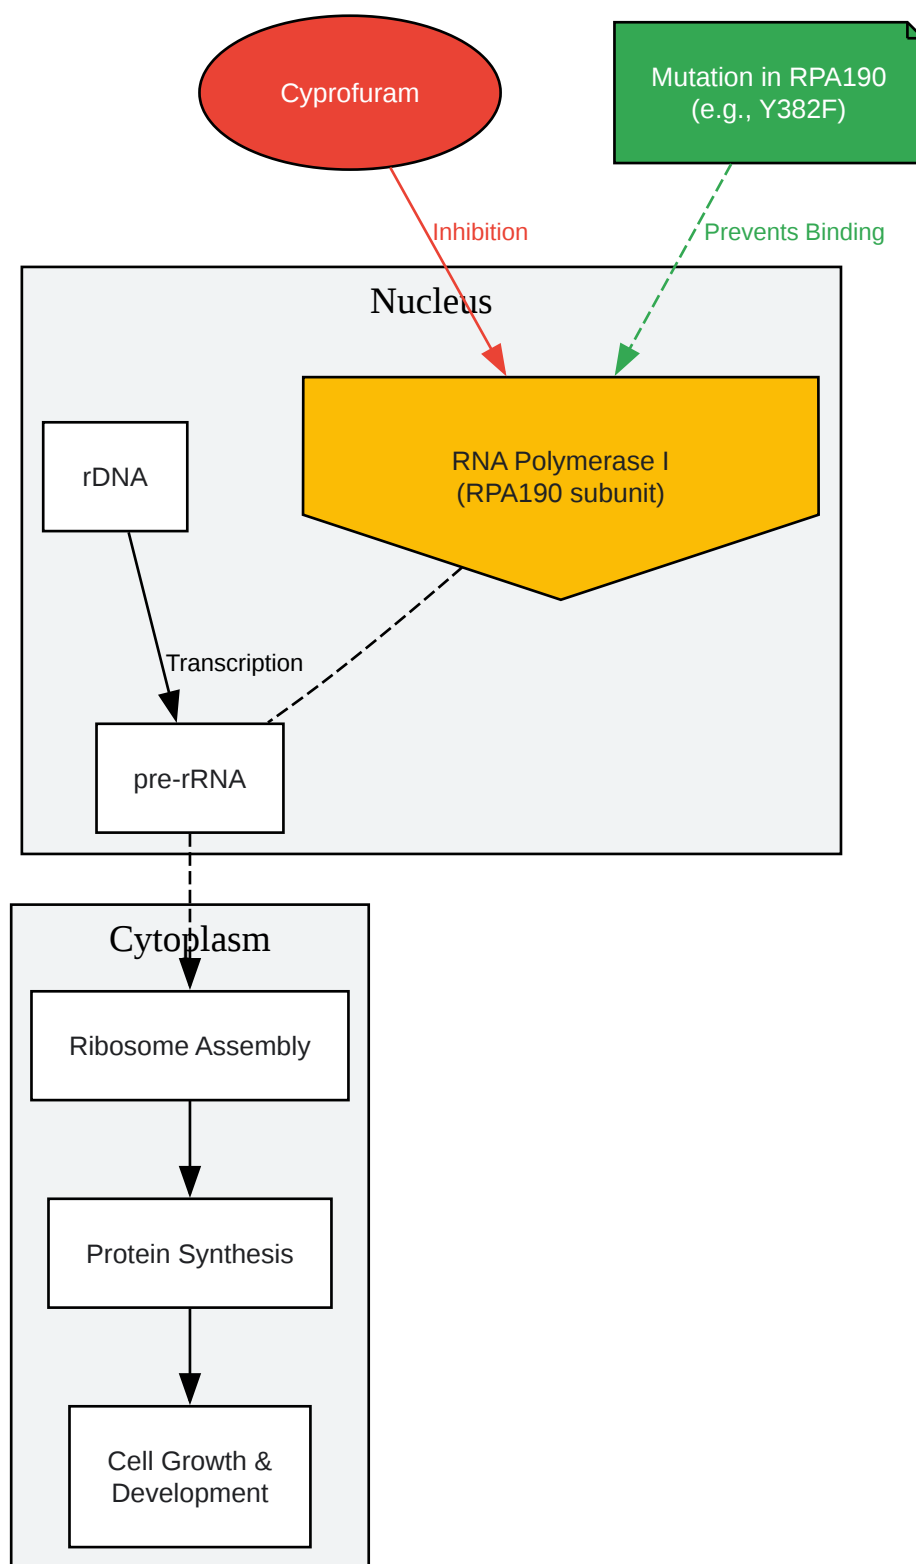 Cyprofuram
Mutation in RPA190
(e.g., Y382F)
Inhibition
Prevents Binding
Nucleus
rDNA
RNA Polymerase I
(RPA190 subunit)
Transcription
pre-rRNA
Cytoplasm
Ribosome Assembly
Protein Synthesis
Cell Growth &
Development